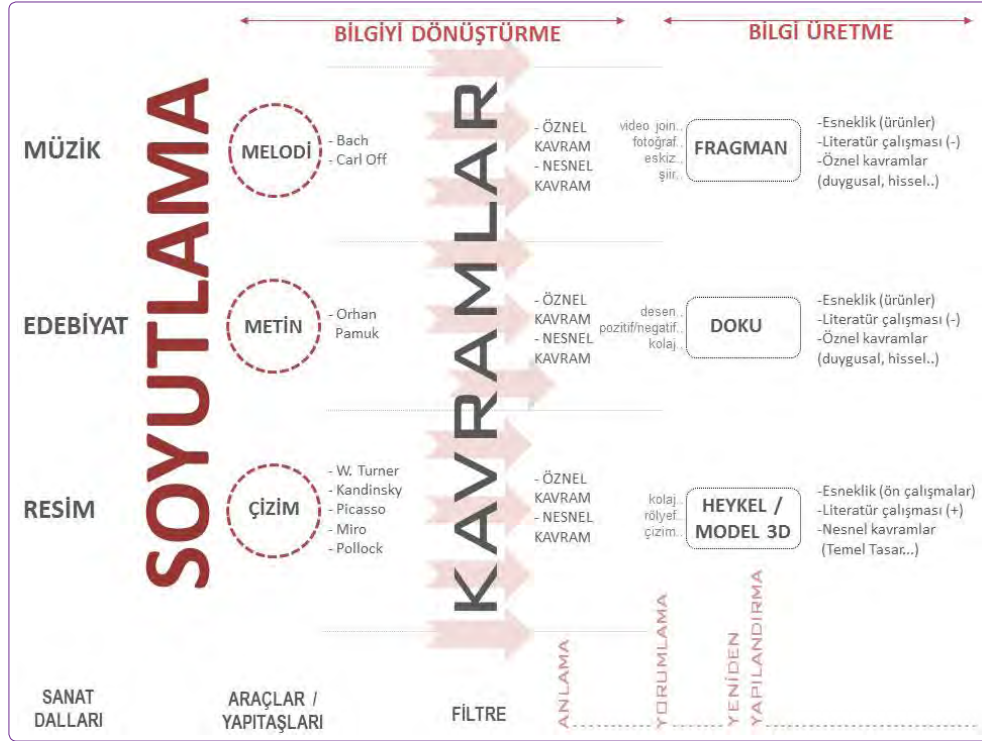 BİLGİYİ DÖNÜŞTÜRME
BİLGİ ÜRETME
SOYUTLAMA
KAVRAMLAR
MÜZİK
MELODİ
- Bach
- Carl Off
- ÖZNEL
KAVRAM
- NESNEL
KAVRAM
video join..
fotoğraf..
eskiz..
şiir..
FRAGMAN
-Esneklik (ürünler)
-Literatür çalışması (-)
-Öznel kavramlar
(duygusal, hissel..)
EDEBİYAT
METİN
- Orhan
Pamuk
- ÖZNEL
KAVRAM
- NESNEL
KAVRAM
desen..
pozitif/negatif..
kolaj..
DOKU
-Esneklik (ürünler)
-Literatür çalışması (-)
-Öznel kavramlar
(duygusal, hissel..)
RESİM
ÇİZİM
- W. Turner
- Kandinsky
- Picasso
- Miro
- Pollock
- ÖZNEL
KAVRAM
- NESNEL
KAVRAM
kolaj..
rölyef..
çizim..
HEYKEL /
MODEL 3D
-Esneklik (ön çalışmalar)
-Literatür çalışması (+)
-Nesnel kavramlar
(Temel Tasar...)
ANLAMA
YORUMLAMA
YENİDEN
YAPILANDIRMA
SANAT
DALLARI
ARAÇLAR /
YAPITAŞLARI
FİLTRE